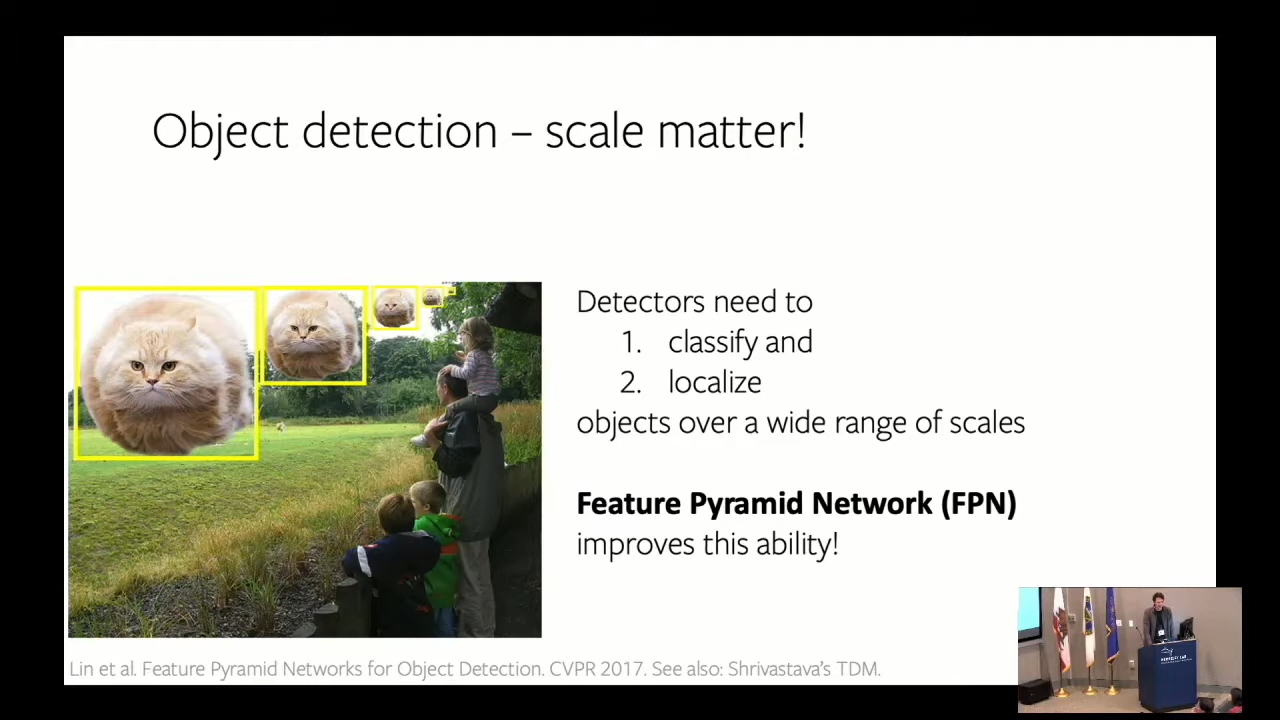 Object detection – scale matter!
Detectors need to
1. classify and
2. localize
objects over a wide range of scales
Feature Pyramid Network (FPN)
improves this ability!
Lin et al. Feature Pyramid Networks for Object Detection. CVPR 2017. See also: Shrivastava's TDM.
BERKELEY LAB